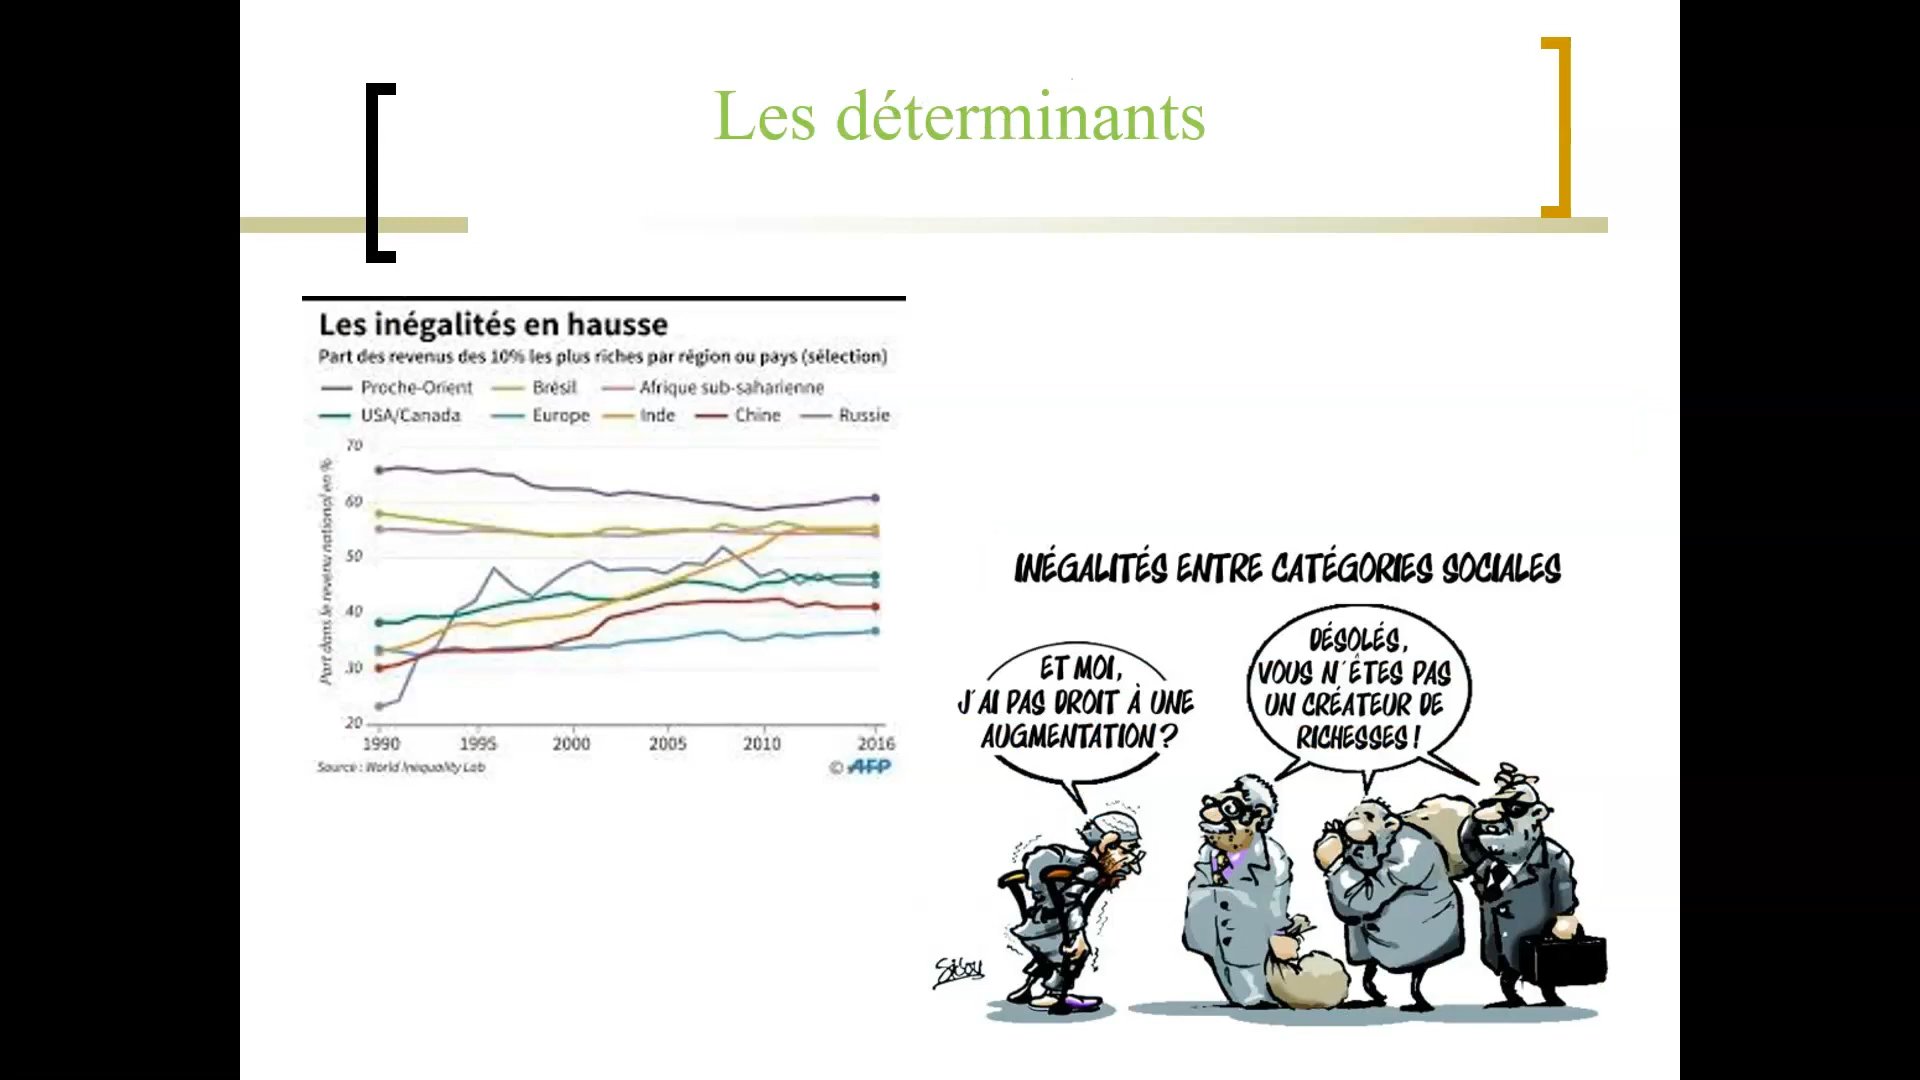 Les déterminants
Les inégalités en hausse
Part des revenus des 10% les plus riches par région ou pays (sélection)
Proche-Orient Brésil Afrique sub-saharienne
USA/Canada Europe Inde Chine Russie
Part dans le revenu national en %
70
60
50
40
30
20
1990 1995 2000 2005 2010 2016
Source : World Inequality Lab
© AFP
INÉGALITÉS ENTRE CATÉGORIES SOCIALES
ET MOI,
J'AI PAS DROIT À UNE
AUGMENTATION ?
DÉSOLÉS,
VOUS N'ÊTES PAS
UN CRÉATEUR DE
RICHESSES !